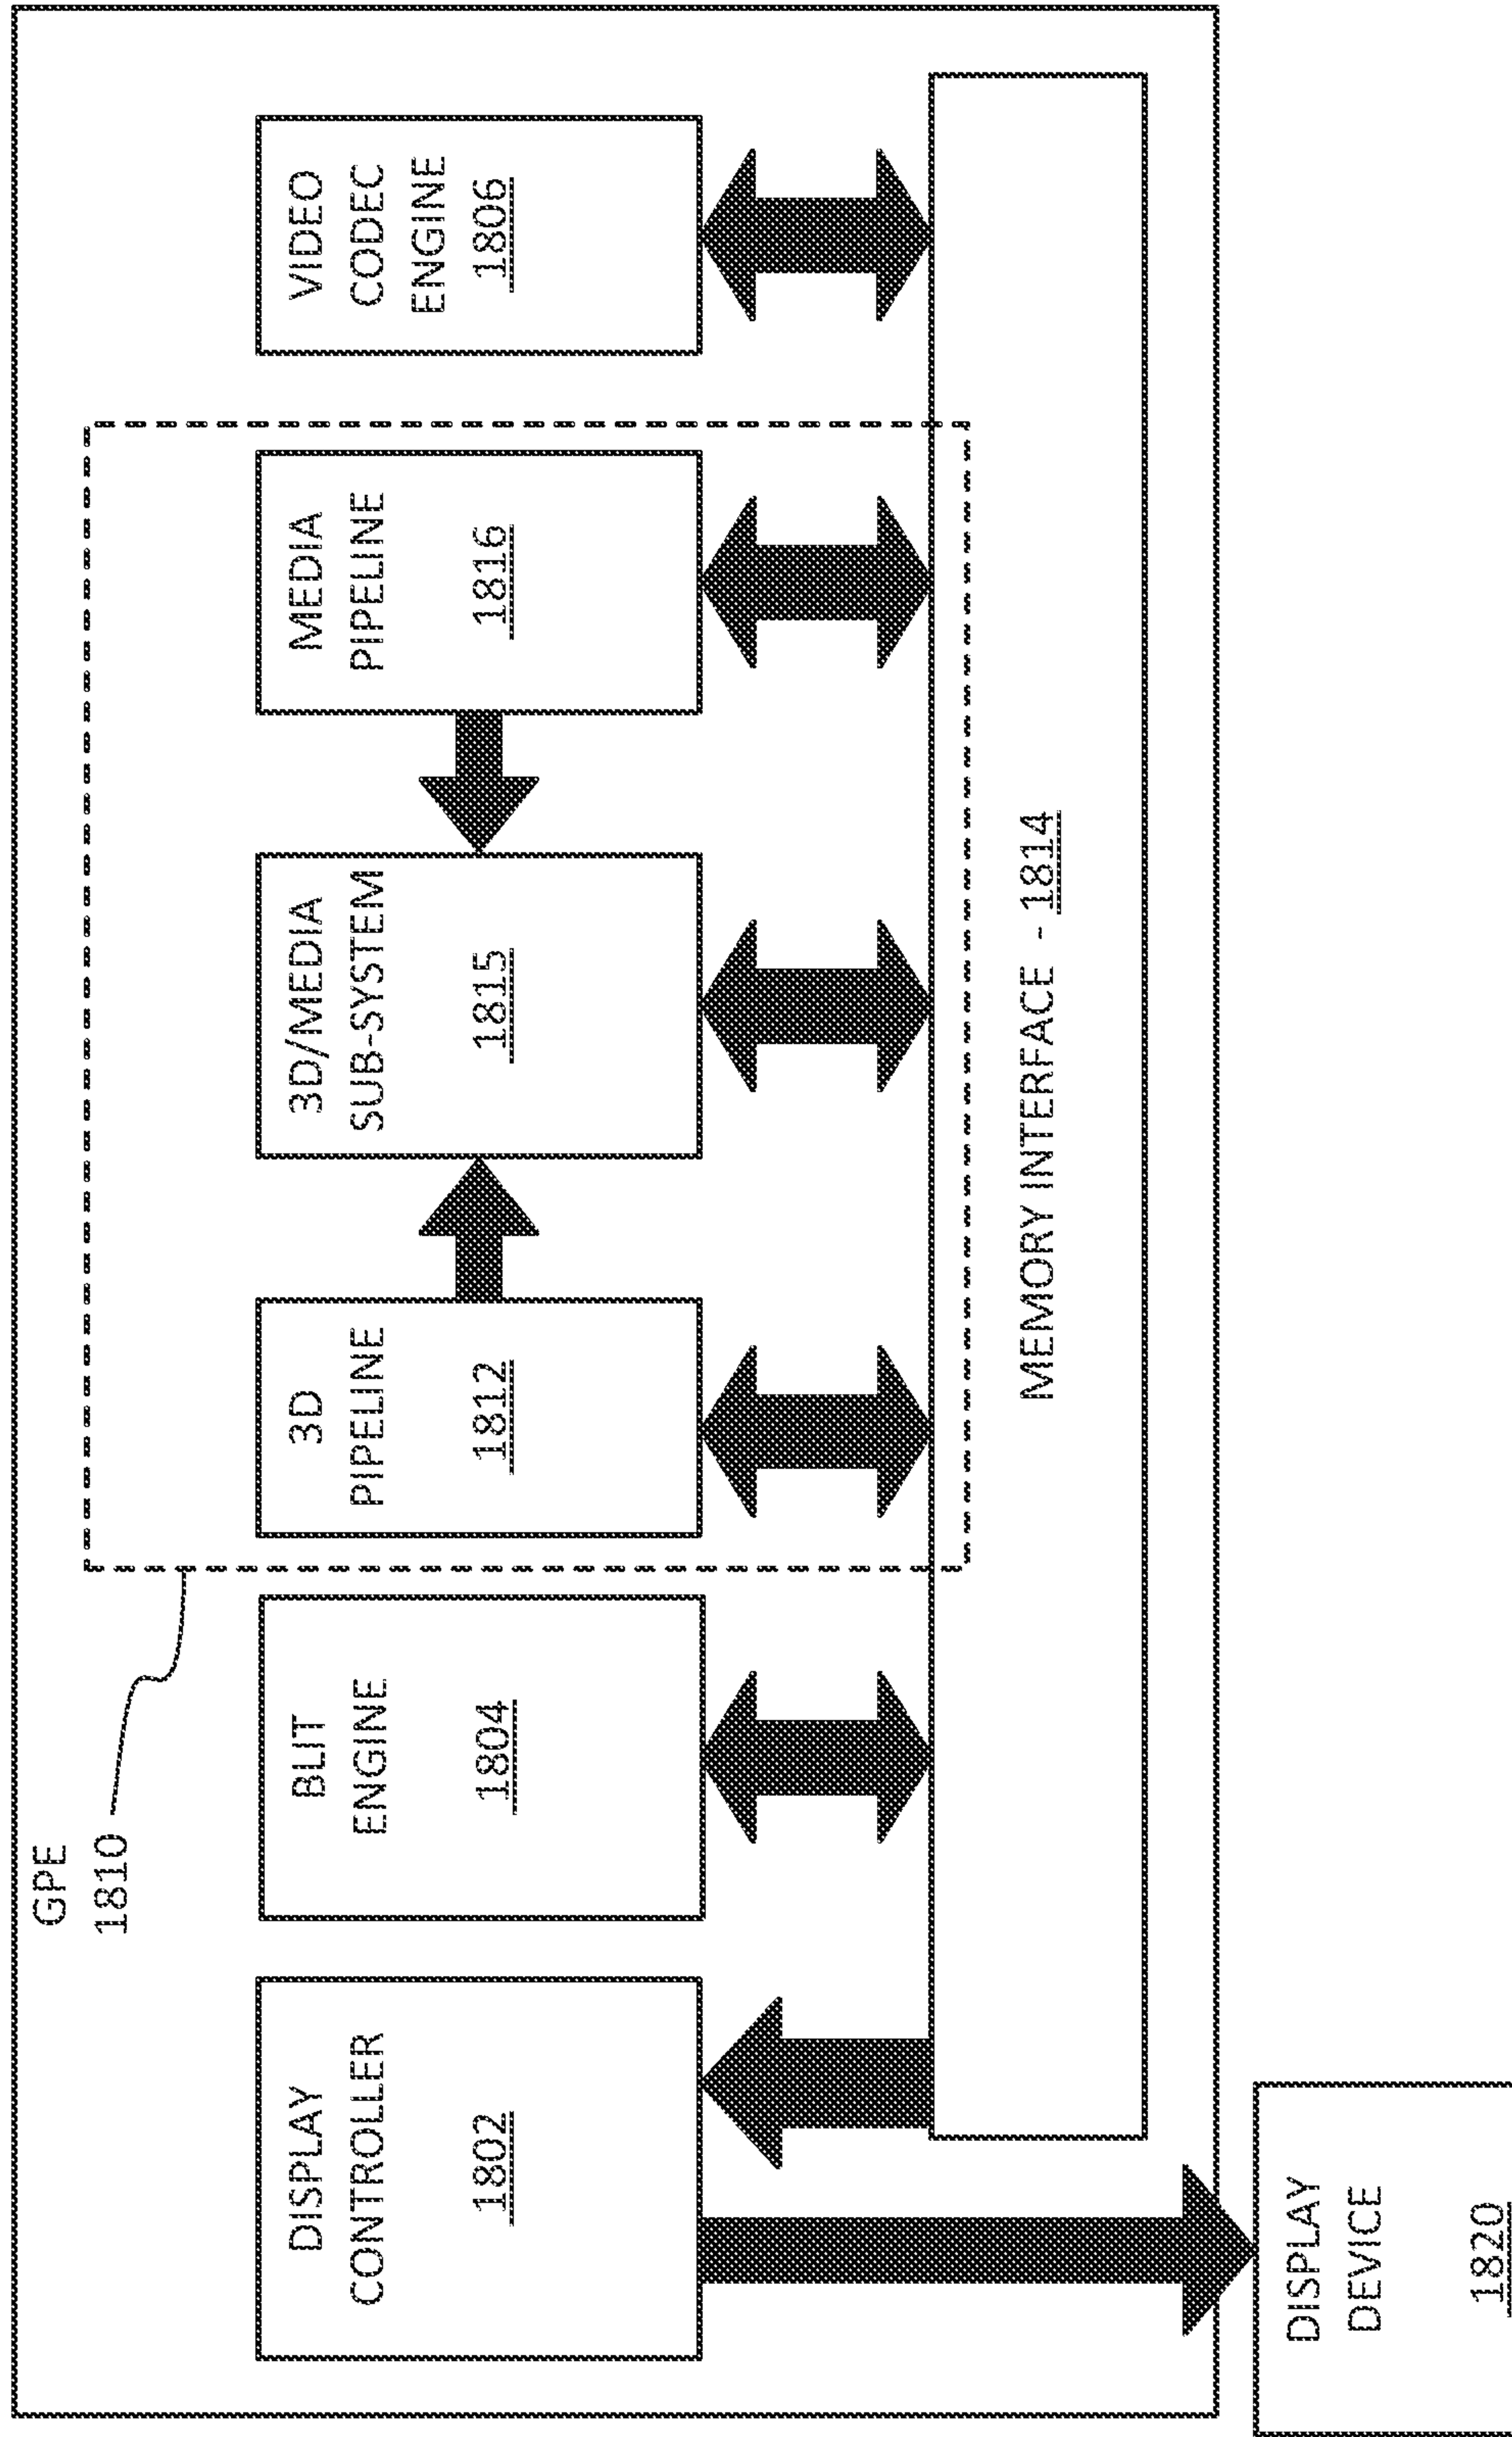 GPE
1810
DISPLAY
CONTROLLER
1802
BLIT
ENGINE
1804
3D
PIPELINE
1812
3D/MEDIA
SUB-SYSTEM
1815
MEDIA
PIPELINE
1816
VIDEO
CODEC
ENGINE
1806
MEMORY INTERFACE - 1814
DISPLAY
DEVICE
1820